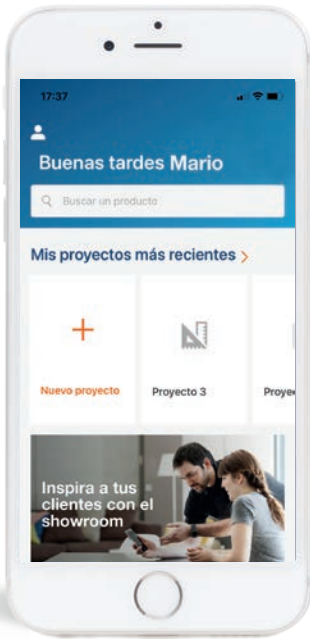 17:37
Buenas tardes Mario
Buscar un producto
Mis proyectos más recientes >
Nuevo proyecto
Proyecto 3
Proye
Inspira a tus
clientes con el
showroom